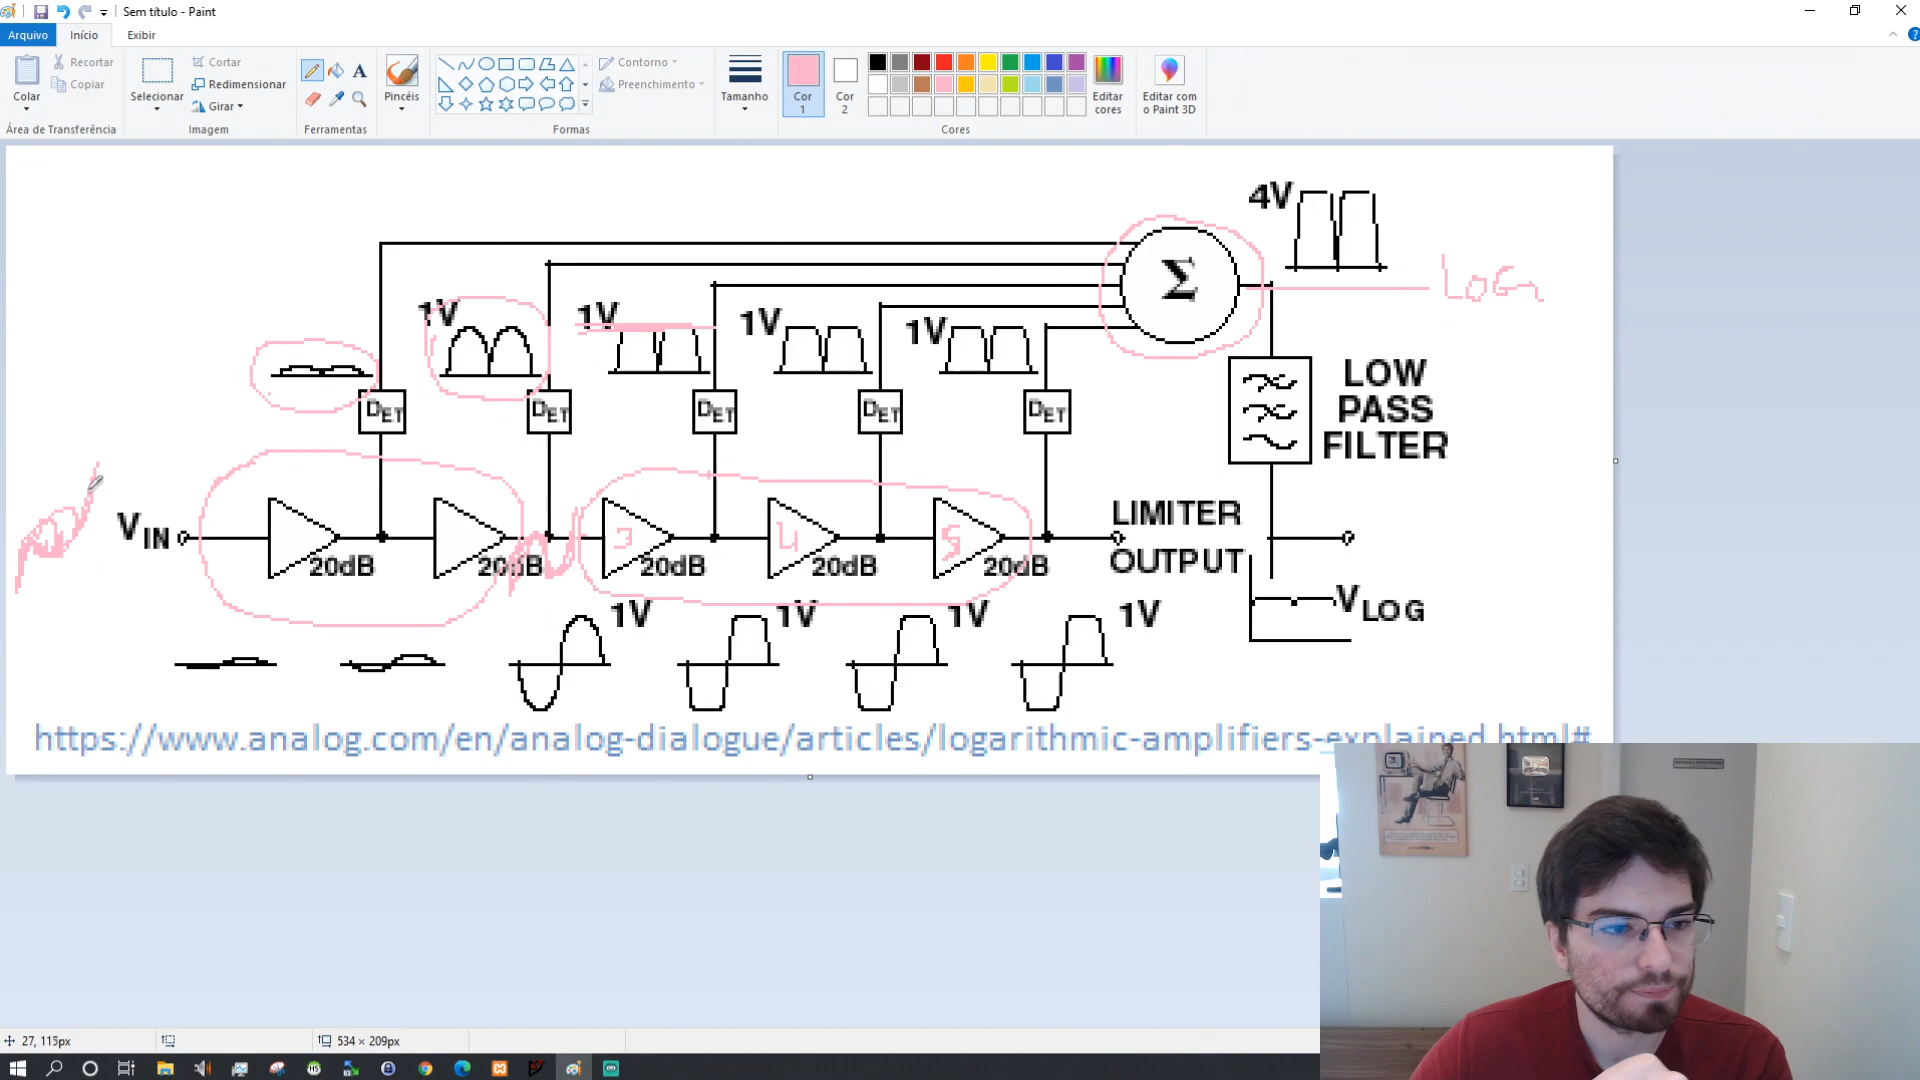 Sem título - Paint
Arquivo Início Exibir
Colar
Recortar
Copiar
Área de Transferência
Selecionar
Cortar
Redimensionar
Girar
Imagem
Ferramentas
Pincéis
Contorno
Preenchimento
Formas
Tamanho
Cor 1
Cor 2
Editar cores
Editar com o Paint 3D
Cores
4V
Σ
LOG
1V 1V 1V 1V
DET DET DET DET DET
LOW
PASS
FILTER
VIN
3 4 5
20dB 20dB 20dB 20dB 20dB
LIMITER
OUTPUT
1V 1V 1V 1V
VLOG
https://www.analog.com/en/analog-dialogue/articles/logarithmic-amplifiers-explained.html#
27, 115px
534 × 209px